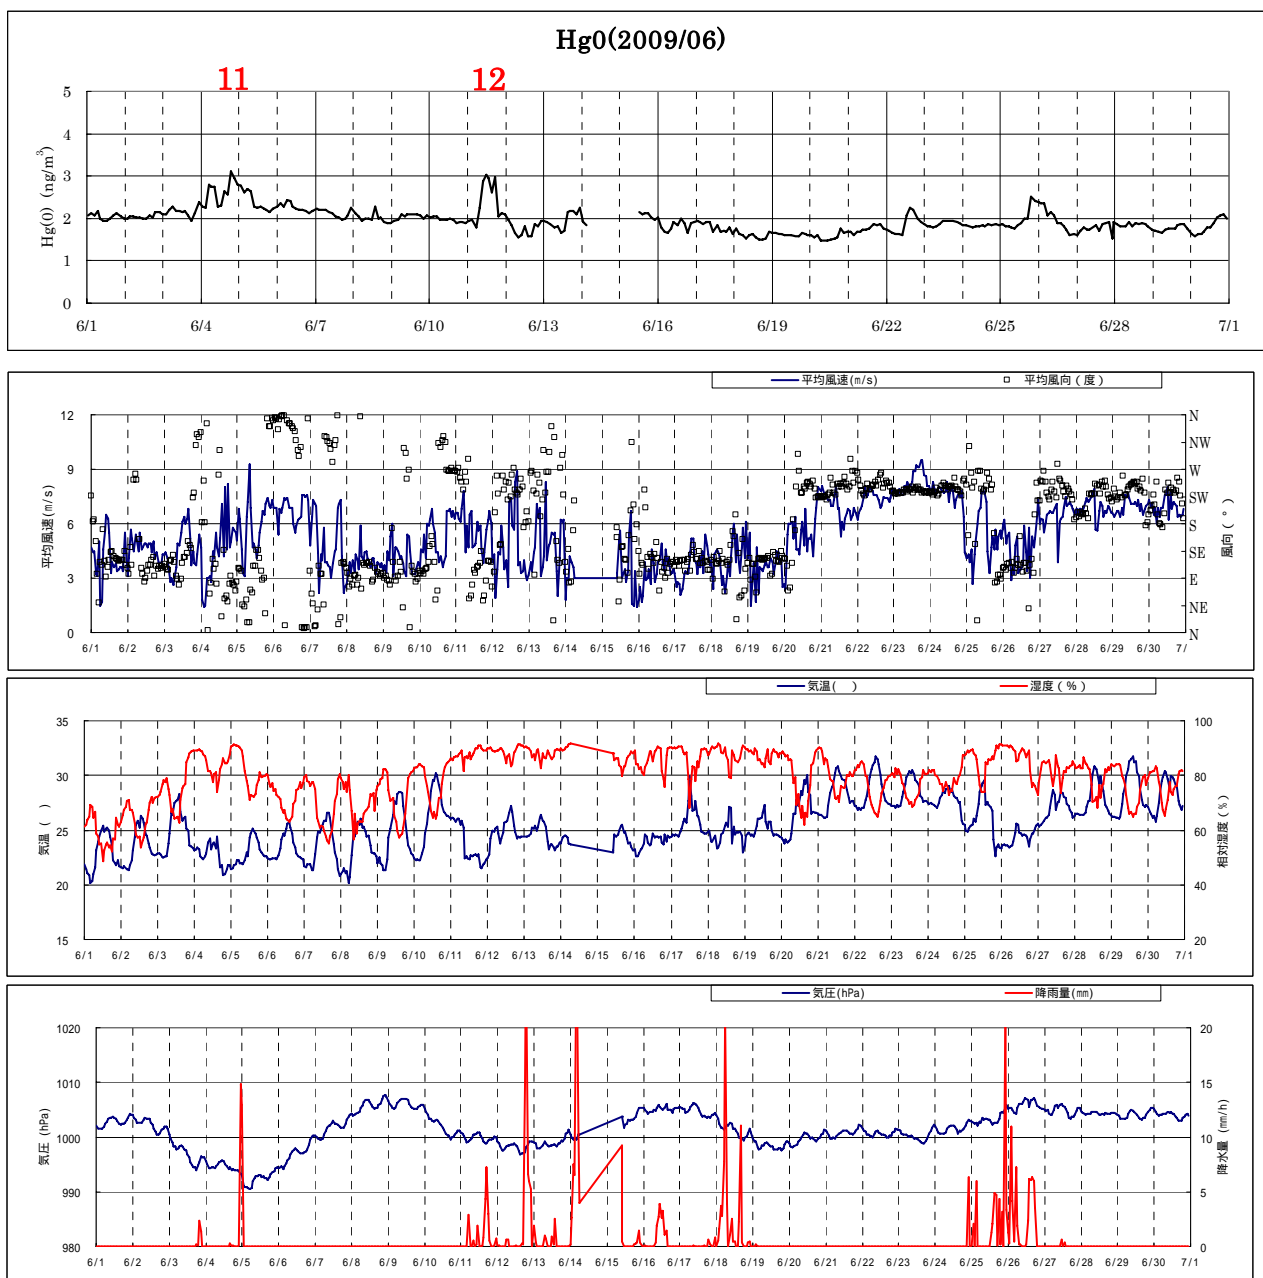 Hg0(2009/06)
11 12
5
4
3
2
1
0
Hg(0) (ng/m³)
6/1 6/4 6/7 6/10 6/13 6/16 6/19 6/22 6/25 6/28 7/1
平均風速(m/s) 平均風向(度)
12
9
6
3
0
平均風速(m/s)
N
NW
W
SW
S
SE
E
NE
N
風向(°)
6/1 6/2 6/3 6/4 6/5 6/6 6/7 6/8 6/9 6/10 6/11 6/12 6/13 6/14 6/15 6/16 6/17 6/18 6/19 6/20 6/21 6/22 6/23 6/24 6/25 6/26 6/27 6/28 6/29 6/30 7/
気温( ) 湿度(%)
35
30
25
20
15
気温( )
100
80
60
40
20
相対湿度(%)
6/1 6/2 6/3 6/4 6/5 6/6 6/7 6/8 6/9 6/10 6/11 6/12 6/13 6/14 6/15 6/16 6/17 6/18 6/19 6/20 6/21 6/22 6/23 6/24 6/25 6/26 6/27 6/28 6/29 6/30 7/1
気圧(hPa) 降雨量(mm)
1020
1010
1000
990
980
気圧(hPa)
20
15
10
5
0
降水量(mm/h)
6/1 6/2 6/3 6/4 6/5 6/6 6/7 6/8 6/9 6/10 6/11 6/12 6/13 6/14 6/15 6/16 6/17 6/18 6/19 6/20 6/21 6/22 6/23 6/24 6/25 6/26 6/27 6/28 6/29 6/30 7/1